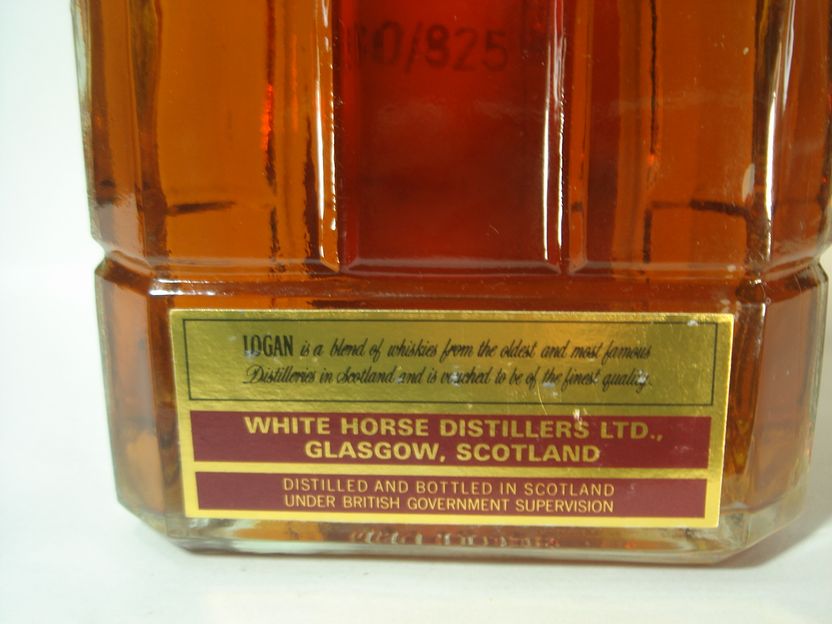 0/825
LOGAN is a blend of whiskies from the oldest and most famous
Distilleries in Scotland and is vouched to be of the finest quality.
WHITE HORSE DISTILLERS LTD.,
GLASGOW, SCOTLAND
DISTILLED AND BOTTLED IN SCOTLAND
UNDER BRITISH GOVERNMENT SUPERVISION